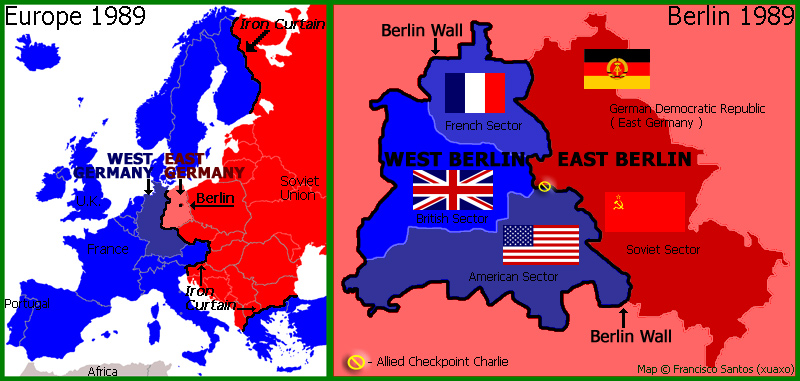 Europe 1989
Iron Curtain
WEST
GERMANY
EAST
GERMANY
Berlin
Soviet
Union
U.K.
France
Portugal
Iron
Curtain
Africa
Berlin 1989
Berlin Wall
German Democratic Republic
( East Germany )
French Sector
WEST BERLIN
EAST BERLIN
British Sector
Soviet Sector
American Sector
Berlin Wall
- Allied Checkpoint Charlie
Map © Francisco Santos (xuaxo)